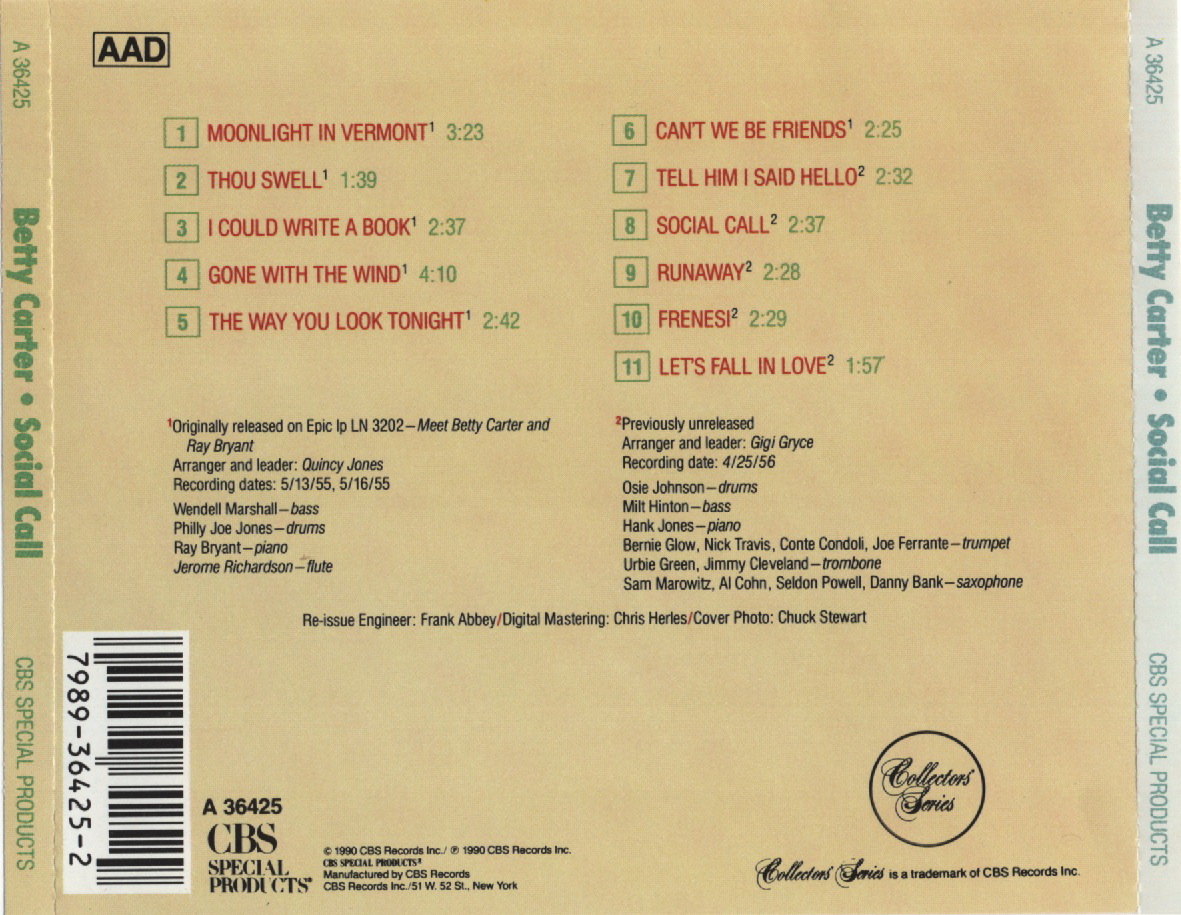 AAD
1 MOONLIGHT IN VERMONT¹ 3:23
2 THOU SWELL¹ 1:39
3 I COULD WRITE A BOOK¹ 2:37
4 GONE WITH THE WIND¹ 4:10
5 THE WAY YOU LOOK TONIGHT¹ 2:42
6 CAN'T WE BE FRIENDS¹ 2:25
7 TELL HIM I SAID HELLO² 2:32
8 SOCIAL CALL² 2:37
9 RUNAWAY² 2:28
10 FRENESI² 2:29
11 LET'S FALL IN LOVE² 1:57
¹Originally released on Epic lp LN 3202—Meet Betty Carter and
Ray Bryant
Arranger and leader: Quincy Jones
Recording dates: 5/13/55, 5/16/55
Wendell Marshall—bass
Philly Joe Jones—drums
Ray Bryant—piano
Jerome Richardson—flute
²Previously unreleased
Arranger and leader: Gigi Gryce
Recording date: 4/25/56
Osie Johnson—drums
Milt Hinton—bass
Hank Jones—piano
Bernie Glow, Nick Travis, Conte Condoli, Joe Ferrante—trumpet
Urbie Green, Jimmy Cleveland—trombone
Sam Marowitz, Al Cohn, Seldon Powell, Danny Bank—saxophone
Re-issue Engineer: Frank Abbey/Digital Mastering: Chris Herles/Cover Photo: Chuck Stewart
7989-36425-2
A 36425
CBS
SPECIAL
PRODUCTS®
© 1990 CBS Records Inc./ ℗ 1990 CBS Records Inc.
CBS SPECIAL PRODUCTS®
Manufactured by CBS Records
CBS Records Inc./51 W. 52 St., New York
Collectors'
Series
Collectors' Series is a trademark of CBS Records Inc.
A 36425 Betty Carter • Social Call CBS SPECIAL PRODUCTS
A 36425 Betty Carter • Social Call CBS SPECIAL PRODUCTS